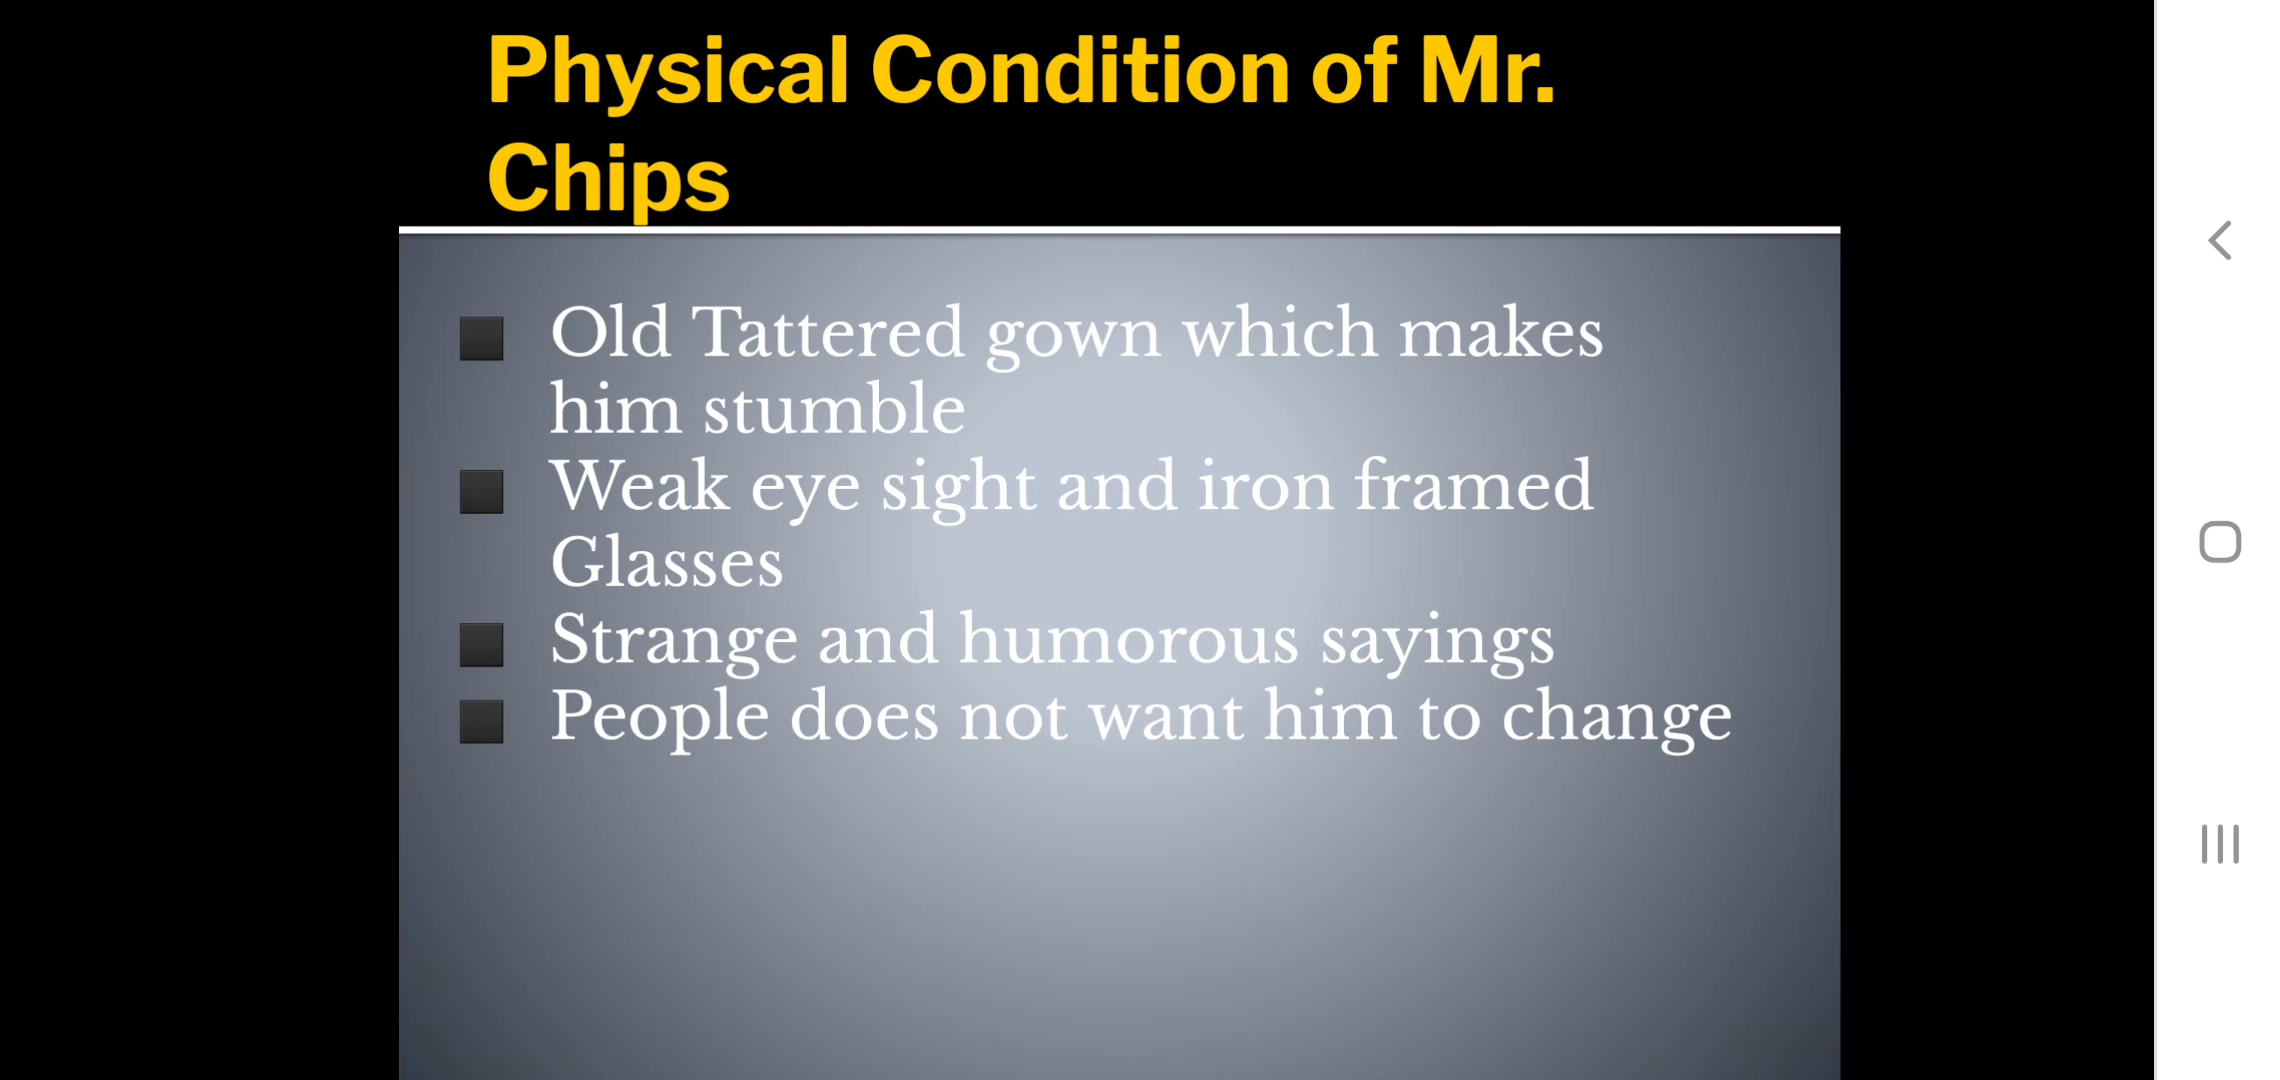 Physical Condition of Mr.
Chips
Old Tattered gown which makes
him stumble
Weak eye sight and iron framed
Glasses
Strange and humorous sayings
People does not want him to change